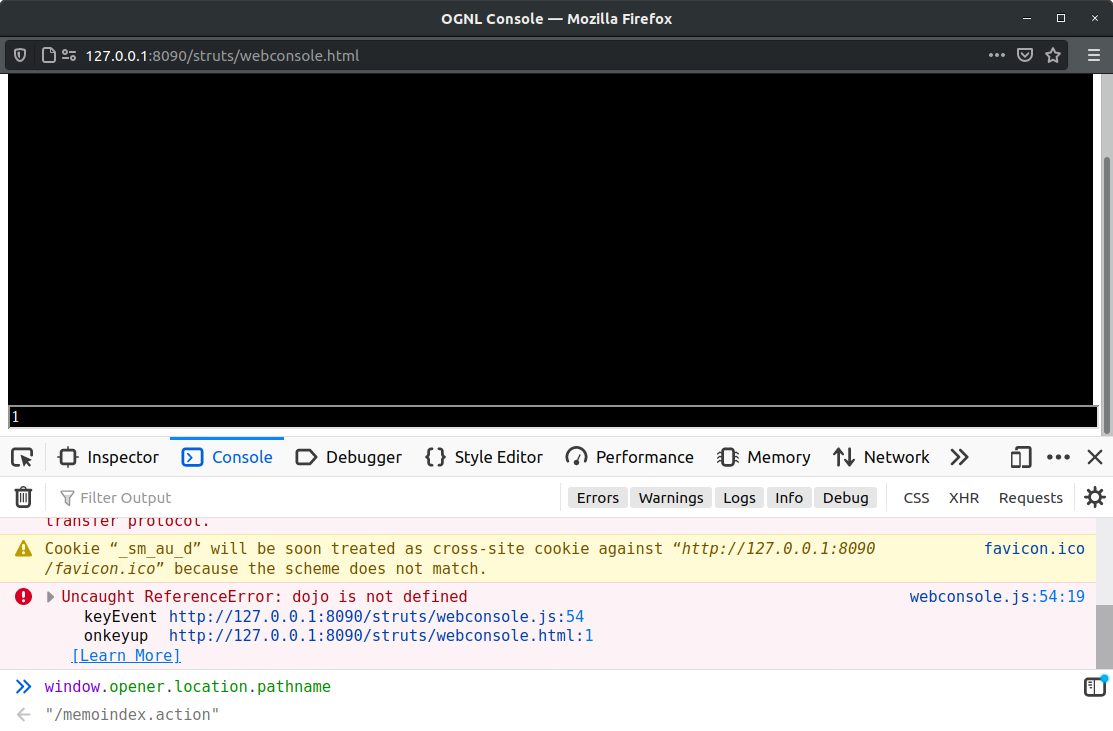 OGNL Console — Mozilla Firefox
127.0.0.1:8090/struts/webconsole.html
1
Inspector Console Debugger Style Editor Performance Memory Network
Filter Output Errors Warnings Logs Info Debug CSS XHR Requests
transfer protocol.
Cookie “_sm_au_d” will be soon treated as cross-site cookie against “http://127.0.0.1:8090 favicon.ico
/favicon.ico” because the scheme does not match.
Uncaught ReferenceError: dojo is not defined webconsole.js:54:19
keyEvent http://127.0.0.1:8090/struts/webconsole.js:54
onkeyup http://127.0.0.1:8090/struts/webconsole.html:1
[Learn More]
window.opener.location.pathname
"/memoindex.action"